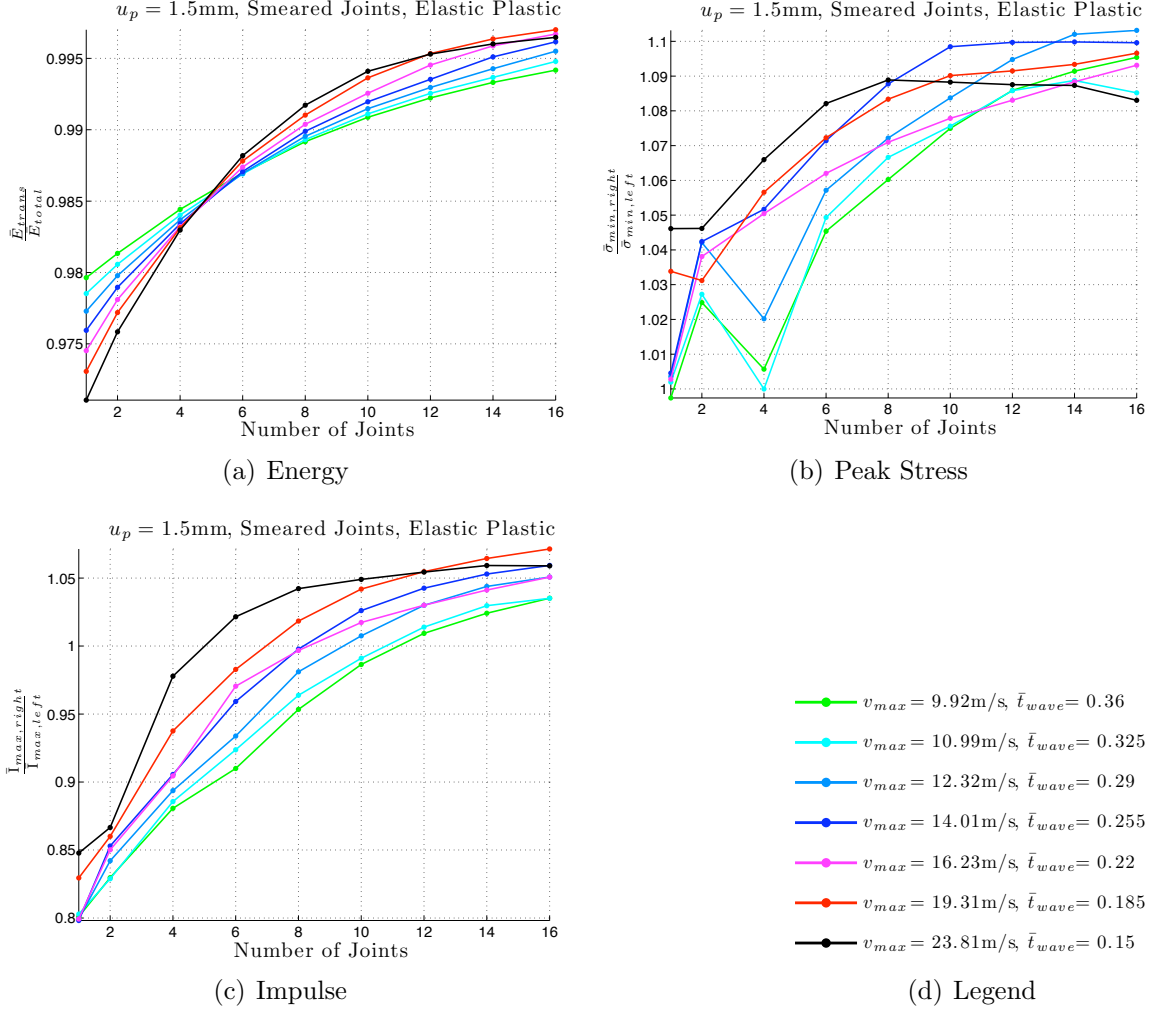 u_p = 1.5mm, Smeared Joints, Elastic Plastic
0.995
0.99
0.985
0.98
0.975
Ē_trans / Ē_total
2 4 6 8 10 12 14 16
Number of Joints
(a) Energy
u_p = 1.5mm, Smeared Joints, Elastic Plastic
1.1
1.09
1.08
1.07
1.06
1.05
1.04
1.03
1.02
1.01
1
σ̄_min,right / σ̄_min,left
2 4 6 8 10 12 14 16
Number of Joints
(b) Peak Stress
u_p = 1.5mm, Smeared Joints, Elastic Plastic
1.05
1
0.95
0.9
0.85
0.8
Ī_max,right / Ī_max,left
2 4 6 8 10 12 14 16
Number of Joints
(c) Impulse
v_max = 9.92m/s, t̄_wave = 0.36
v_max = 10.99m/s, t̄_wave = 0.325
v_max = 12.32m/s, t̄_wave = 0.29
v_max = 14.01m/s, t̄_wave = 0.255
v_max = 16.23m/s, t̄_wave = 0.22
v_max = 19.31m/s, t̄_wave = 0.185
v_max = 23.81m/s, t̄_wave = 0.15
(d) Legend